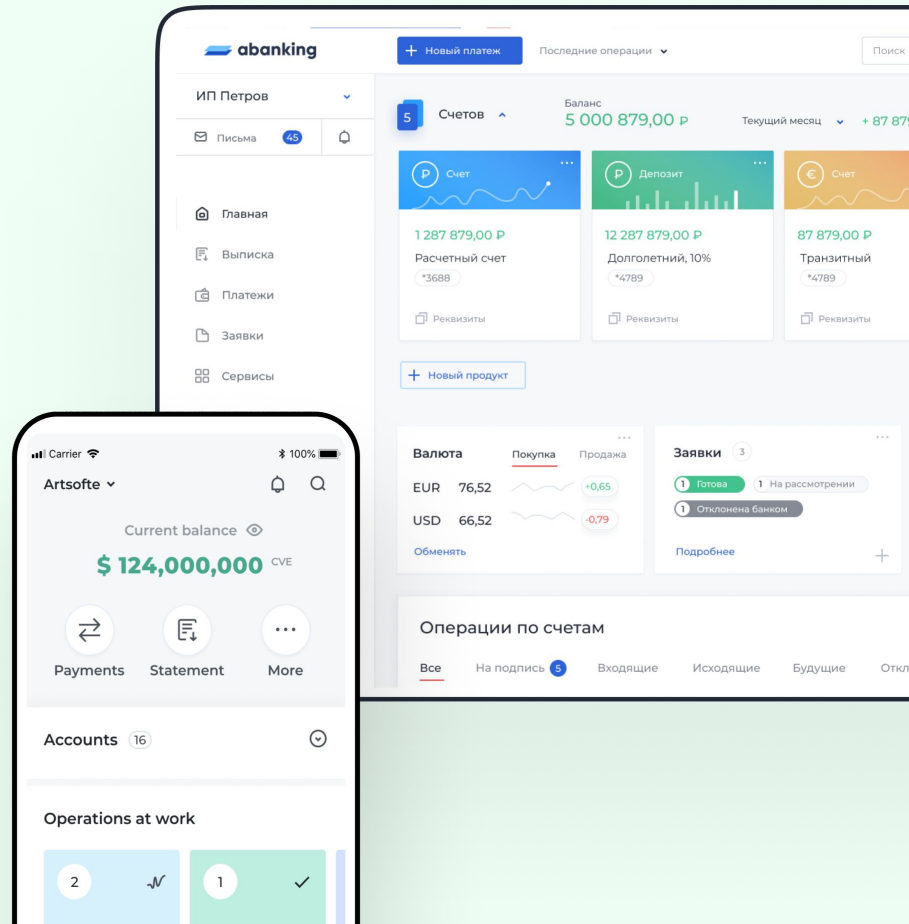 abanking
+ Новый платеж
Последние операции
Поиск
ИП Петров
Письма 45
5 Счетов
Баланс
5 000 879,00 ₽
Текущий месяц
+ 87 879
₽ Счет
1 287 879,00 ₽
Расчетный счет
*3688
Реквизиты
₽ Депозит
12 287 879,00 ₽
Долголетний, 10%
*4789
Реквизиты
€ Счет
87 879,00 ₽
Транзитный
*4789
Реквизиты
Главная
Выписка
Платежи
Заявки
Сервисы
+ Новый продукт
Валюта Покупка Продажа
EUR 76,52 +0,65
USD 66,52 -0,79
Обменять
Заявки 3
1 Готова
1 На рассмотрении
1 Отклонена банком
Подробнее
Операции по счетам
Все На подпись 5 Входящие Исходящие Будущие Откл
Carrier 100%
Artsofte
Current balance
$ 124,000,000 CVE
Payments Statement More
Accounts 16
Operations at work
2 1